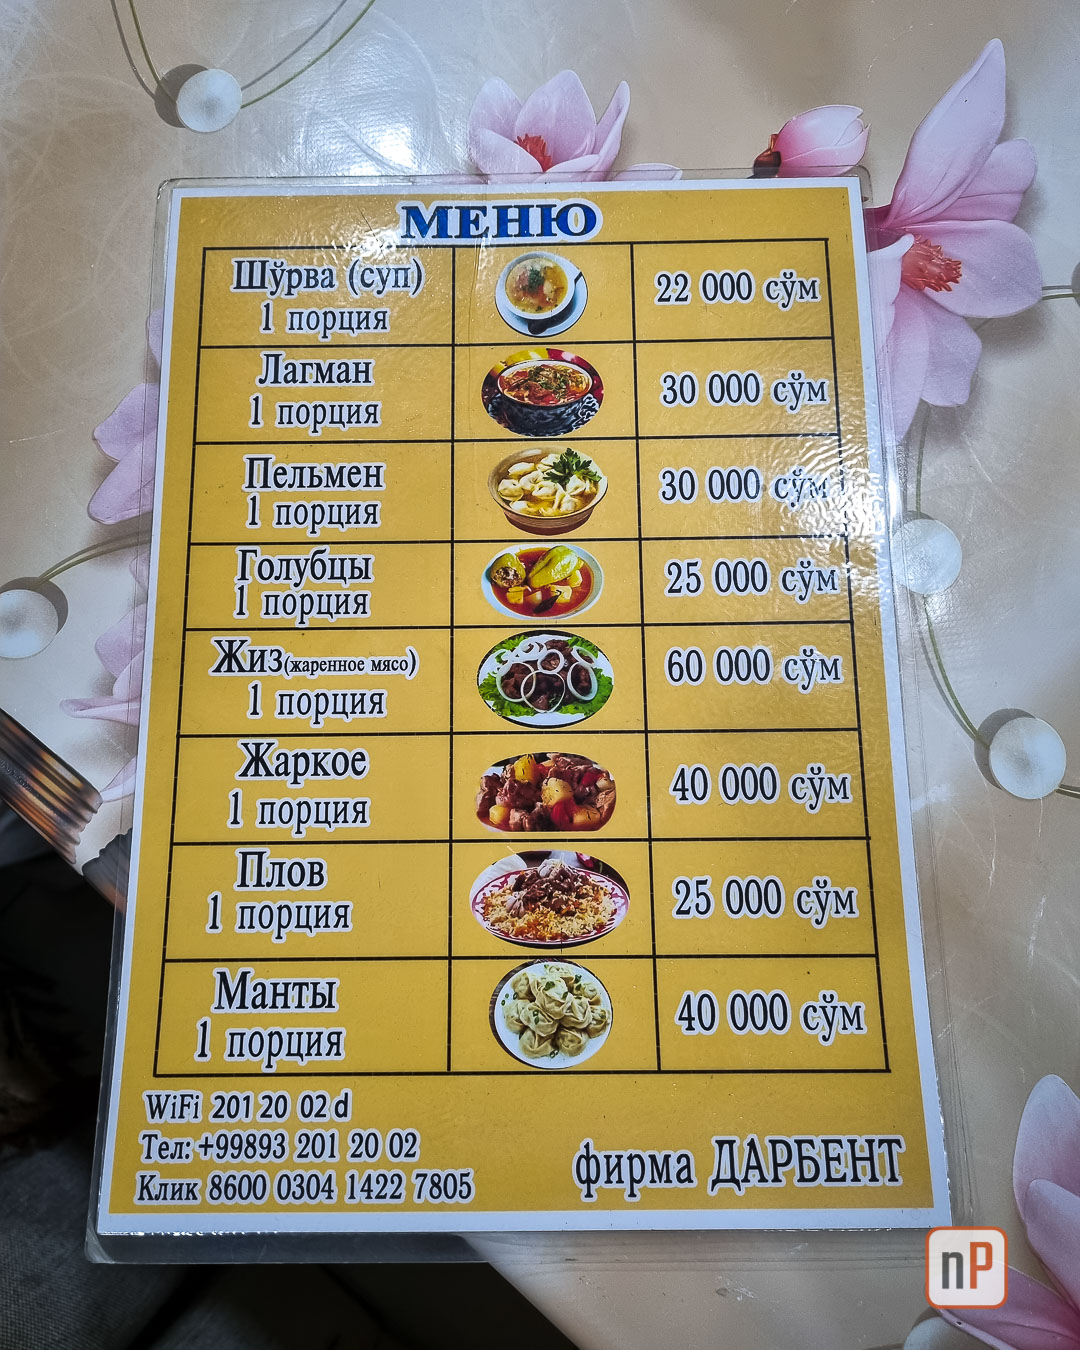 МЕНЮ
Шўрва (суп)
1 порция
22 000 сўм
Лагман
1 порция
30 000 сўм
Пельмен
1 порция
30 000 сўм
Голубцы
1 порция
25 000 сўм
Жиз(жаренное мясо)
1 порция
60 000 сўм
Жаркое
1 порция
40 000 сўм
Плов
1 порция
25 000 сўм
Манты
1 порция
40 000 сўм
WiFi 201 20 02 d
Тел: +99893 201 20 02
Клик 8600 0304 1422 7805
фирма ДАРБЕНТ
nP